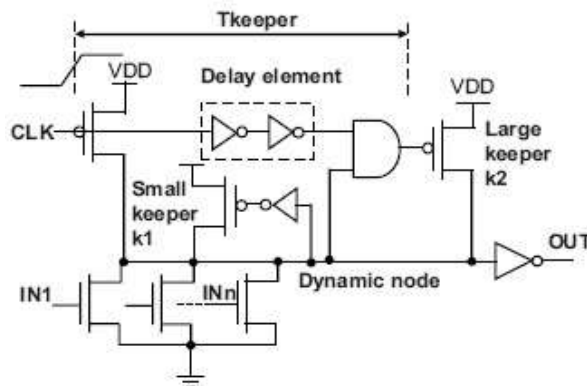 Tkeeper
VDD
Delay element
VDD
CLK
Large
keeper
k2
Small
keeper
k1
OUT
Dynamic node
IN1
INn